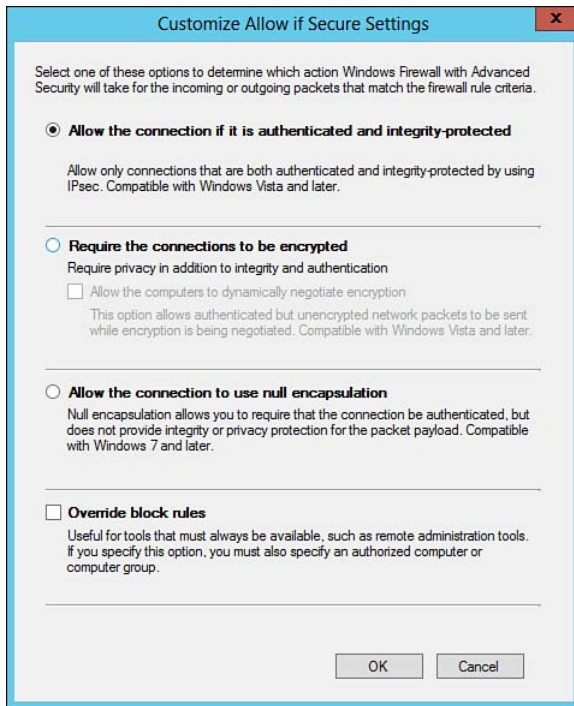 Customize Allow if Secure Settings
x
Select one of these options to determine which action Windows Firewall with Advanced
Security will take for the incoming or outgoing packets that match the firewall rule criteria.
Allow the connection if it is authenticated and integrity-protected
Allow only connections that are both authenticated and integrity-protected by using
IPsec. Compatible with Windows Vista and later.
Require the connections to be encrypted
Require privacy in addition to integrity and authentication
Allow the computers to dynamically negotiate encryption
This option allows authenticated but unencrypted network packets to be sent
while encryption is being negotiated. Compatible with Windows Vista and later.
Allow the connection to use null encapsulation
Null encapsulation allows you to require that the connection be authenticated, but
does not provide integrity or privacy protection for the packet payload. Compatible
with Windows 7 and later.
Override block rules
Useful for tools that must always be available, such as remote administration tools.
If you specify this option, you must also specify an authorized computer or
computer group.
OK
Cancel